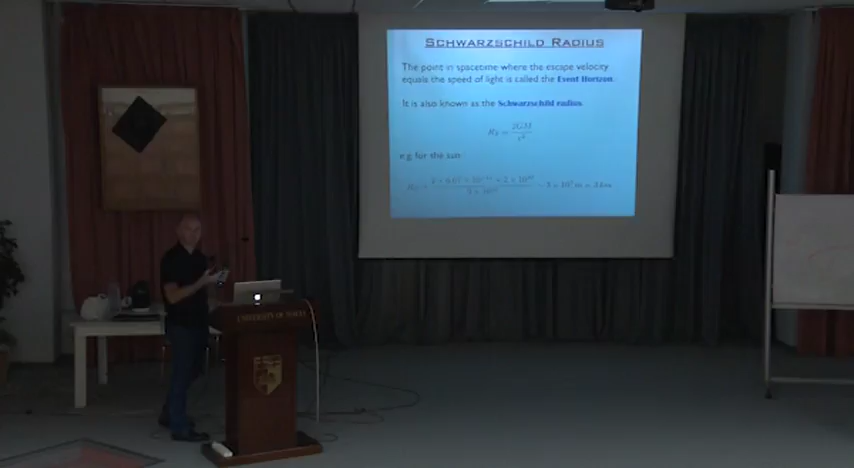 SCHWARZSCHILD RADIUS
The point in spacetime where the escape velocity
equals the speed of light is called the Event Horizon.
It is also known as the Schwarzschild radius.
e.g. for the sun
UNIVERSITY OF